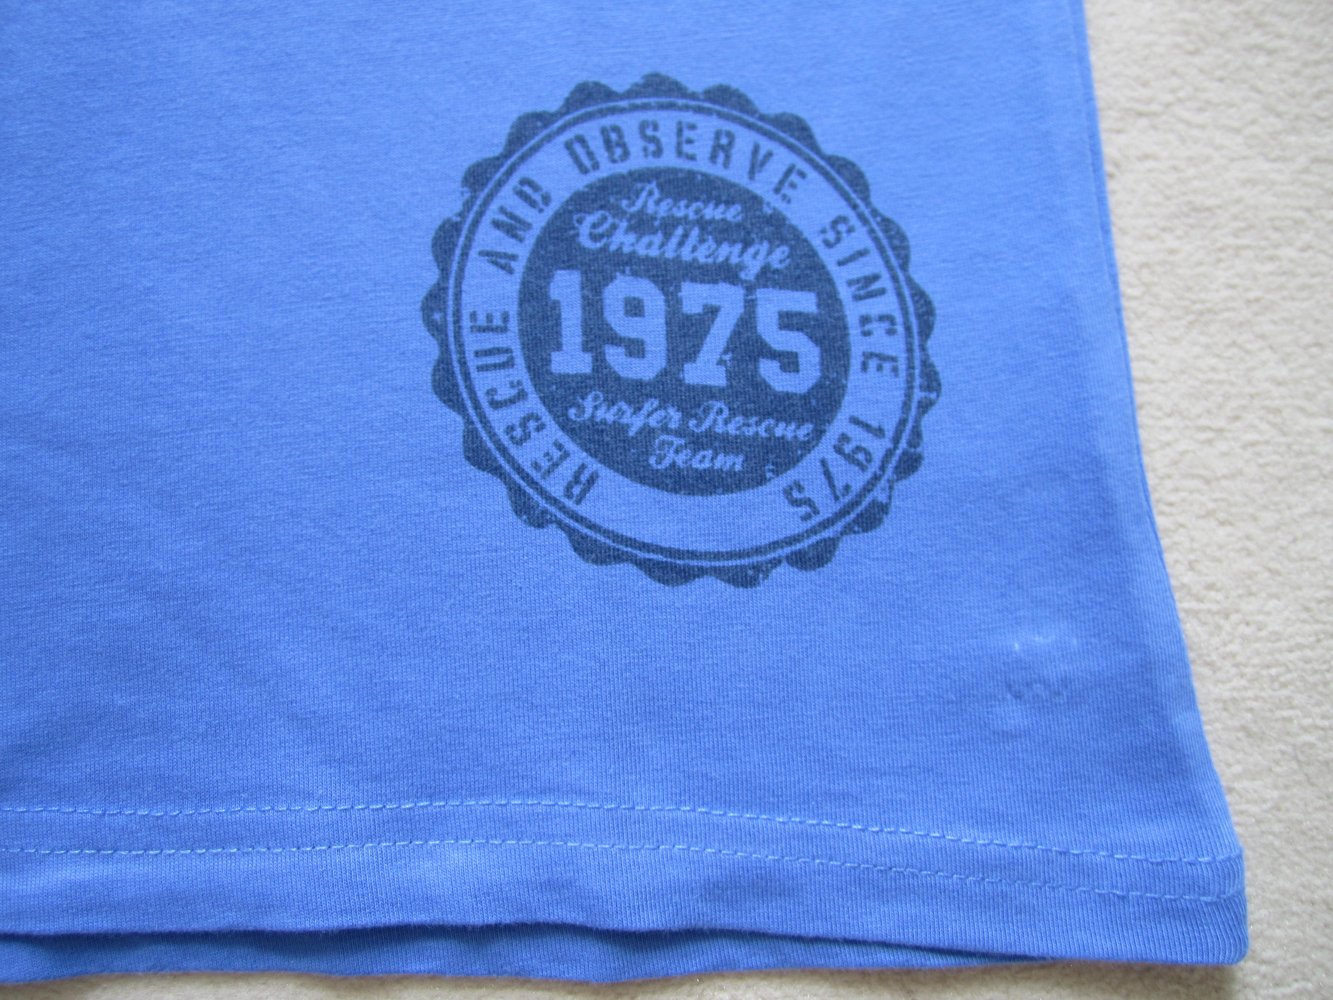 RESCUE AND OBSERVE SINCE 1975
Rescue
Challenge
1975
Surfer Rescue
Team